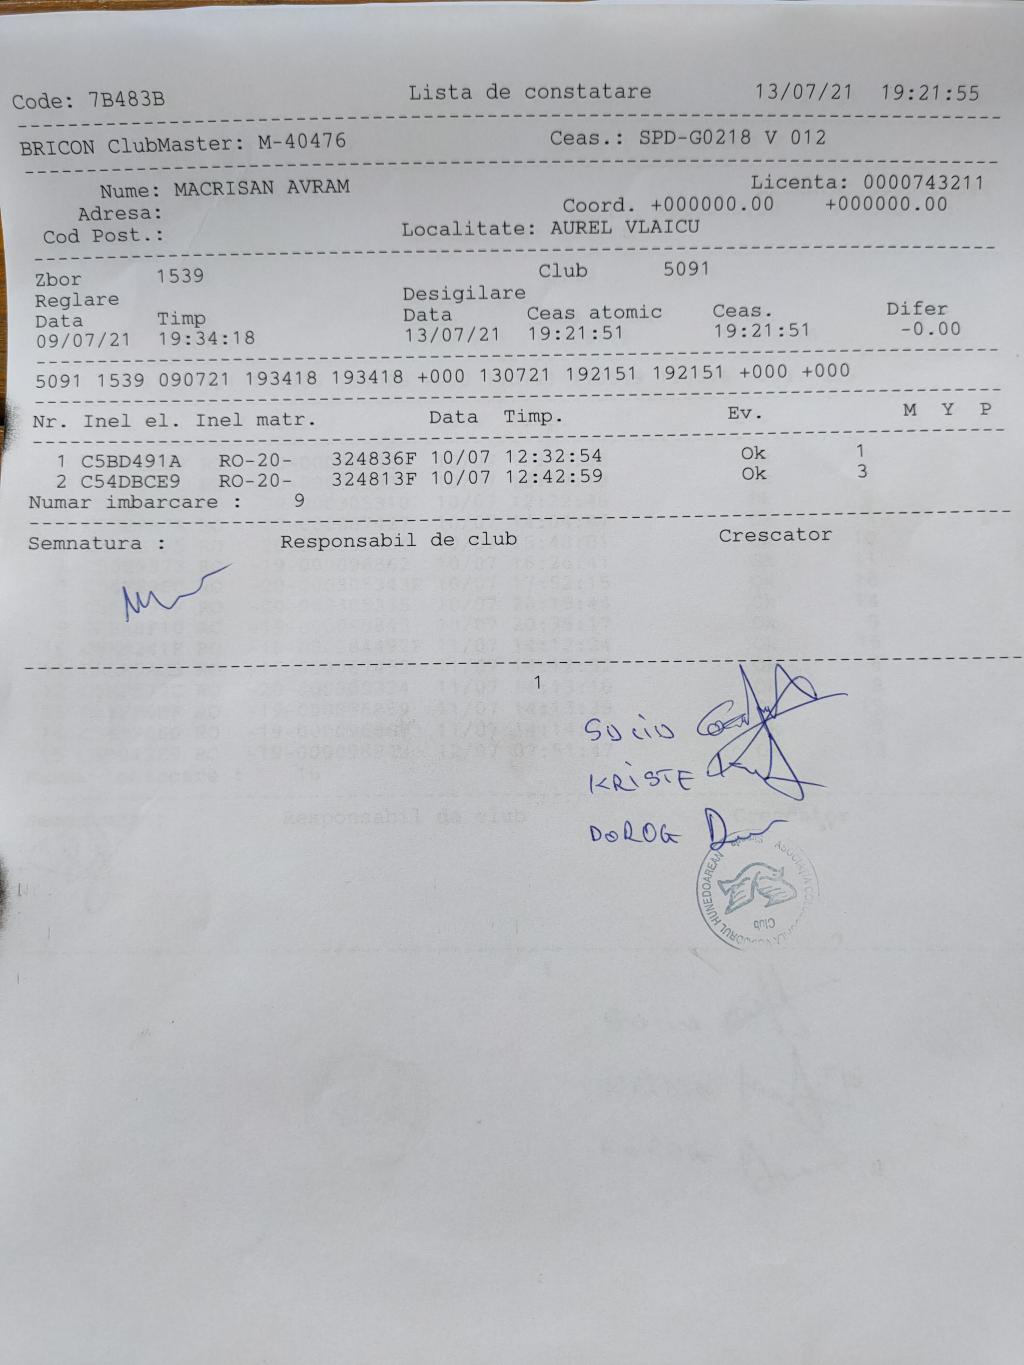 Code: 7B483B Lista de constatare 13/07/21 19:21:55
BRICON ClubMaster: M-40476 Ceas.: SPD-G0218 V 012
Nume: MACRISAN AVRAM Licenta: 0000743211
Adresa: Coord. +000000.00 +000000.00
Cod Post.: Localitate: AUREL VLAICU
Zbor 1539 Club 5091
Reglare Desigilare
Data Timp Data Ceas atomic Ceas. Difer
09/07/21 19:34:18 13/07/21 19:21:51 19:21:51 -0.00
5091 1539 090721 193418 193418 +000 130721 192151 192151 +000 +000
Nr. Inel el. Inel matr. Data Timp. Ev. M Y P
1 C5BD491A RO-20- 324836F 10/07 12:32:54 Ok 1
2 C54DBCE9 RO-20- 324813F 10/07 12:42:59 Ok 3
Numar imbarcare : 9
Semnatura : Responsabil de club Crescator
1
KRISTE
DOROG
Club